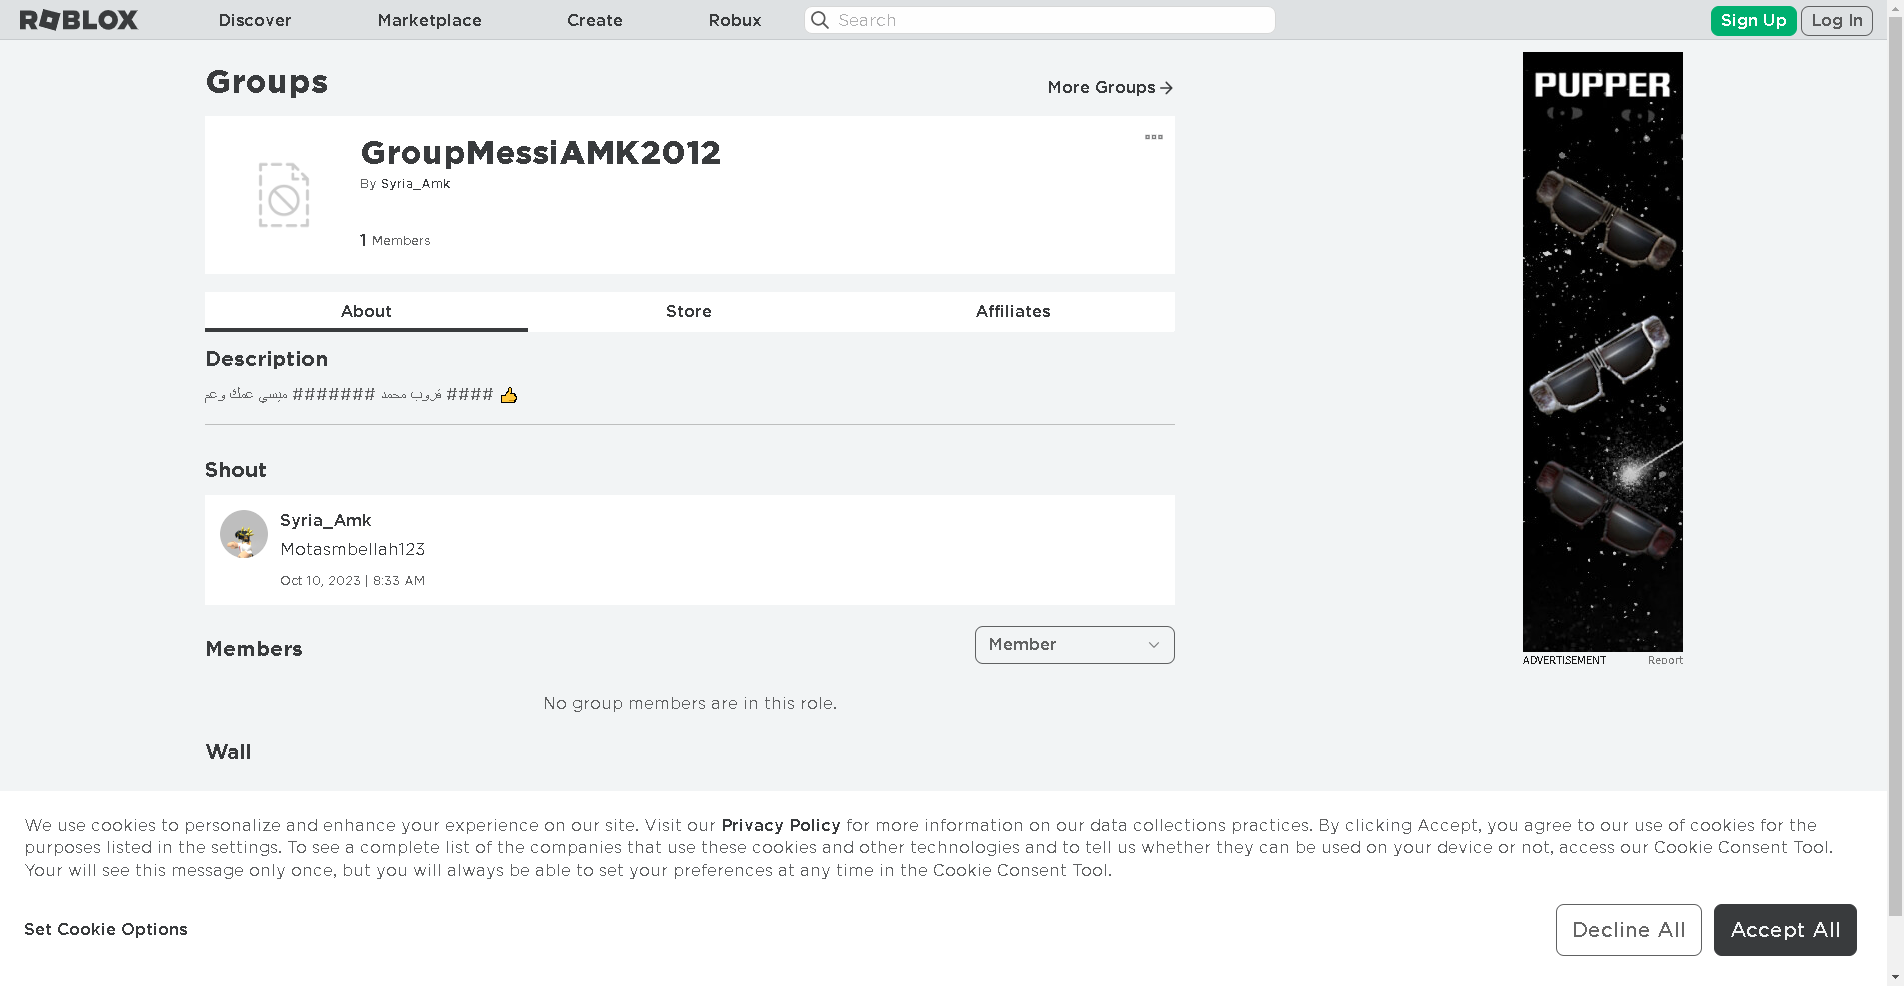 ROBLOX
Discover
Marketplace
Create
Robux
Search
Sign Up
Log In
Groups
More Groups
GroupMessiAMK2012
By Syria_Amk
1 Members
About
Store
Affiliates
Description
قروب محمد ####### ميسي عمك وعم #### 👍
Shout
Syria_Amk
Motasmbellah123
Oct 10, 2023 | 8:33 AM
Members
Member
No group members are in this role.
Wall
PUPPER
ADVERTISEMENT
Report
We use cookies to personalize and enhance your experience on our site. Visit our Privacy Policy for more information on our data collections practices. By clicking Accept, you agree to our use of cookies for the
purposes listed in the settings. To see a complete list of the companies that use these cookies and other technologies and to tell us whether they can be used on your device or not, access our Cookie Consent Tool.
Your will see this message only once, but you will always be able to set your preferences at any time in the Cookie Consent Tool.
Set Cookie Options
Decline All
Accept All